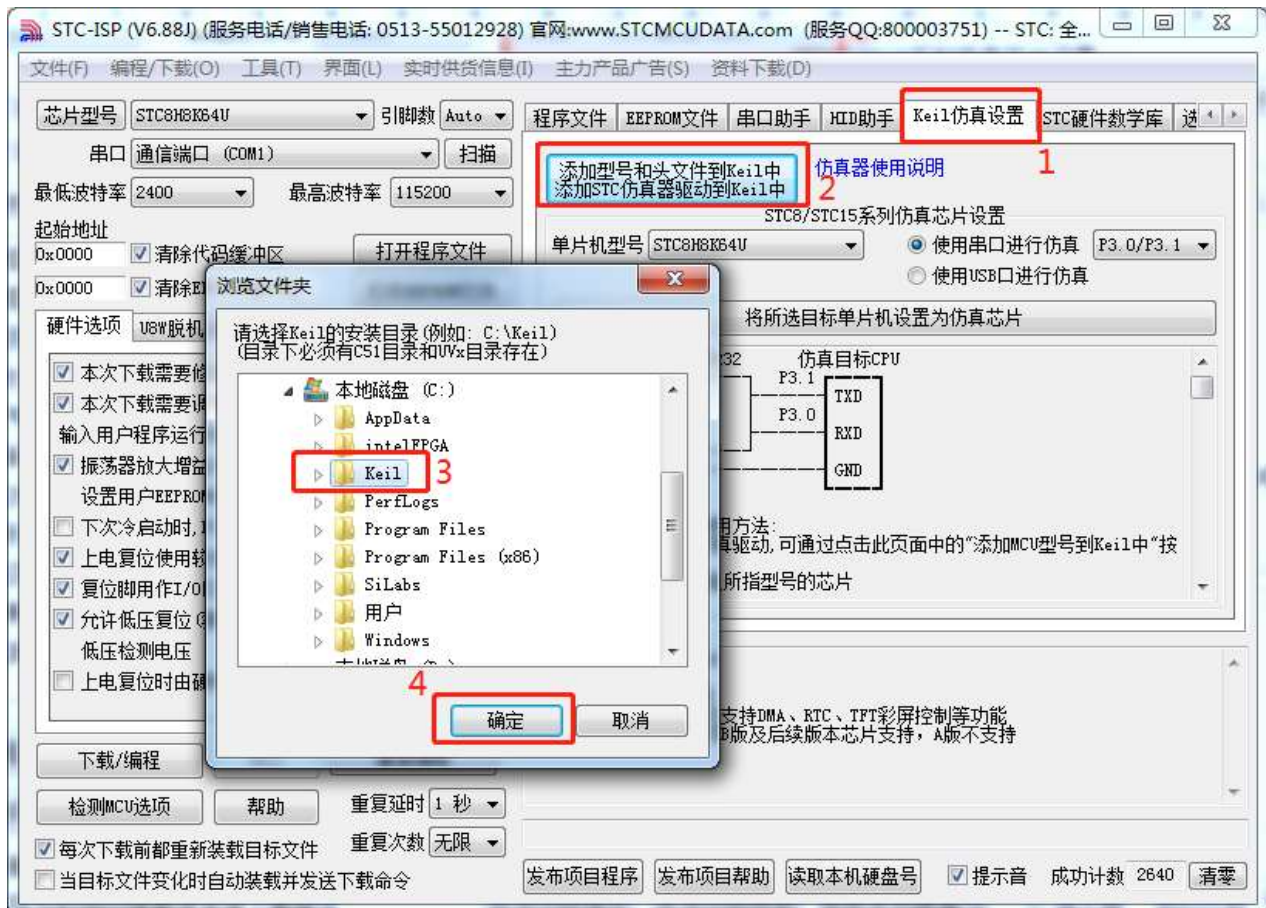 STC-ISP (V6.88J) (服务电话/销售电话: 0513-55012928) 官网:www.STCMCUDATA.com (服务QQ:800003751) -- STC: 全...
文件(F) 编程/下载(O) 工具(T) 界面(L) 实时供货信息(I) 主力产品广告(S) 资料下载(D)
芯片型号 STC8H8K64U 引脚数 Auto
串口 通信端口 (COM1) 扫描
最低波特率 2400 最高波特率 115200
起始地址
0x0000 清除代码缓冲区 打开程序文件
0x0000 清除E
硬件选项 U8W脱机
本次下载需要修
本次下载需要调
输入用户程序运行
振荡器放大增益
设置用户EEPROM
下次冷启动时,
上电复位使用较
复位脚用作I/O
允许低压复位
低压检测电压
上电复位时由硬
下载/编程
检测MCU选项 帮助 重复延时 1 秒
重复次数 无限
每次下载前都重新装载目标文件
当目标文件变化时自动装载并发送下载命令
程序文件 EEPROM文件 串口助手 HID助手 Keil仿真设置 STC硬件数学库 选
1
添加型号和头文件到Keil中
添加STC仿真器驱动到Keil中
2
仿真器使用说明
STC8/STC15系列仿真芯片设置
单片机型号 STC8H8K64U 使用串口进行仿真 P3.0/P3.1
使用USB口进行仿真
将所选目标单片机设置为仿真芯片
232 仿真目标CPU
P3.1 TXD
P3.0 RXD
GND
用方法:
真驱动,可通过点击此页面中的“添加MCU型号到Keil中“按
所指型号的芯片
浏览文件夹
请选择Keil的安装目录(例如: C:\Keil)
(目录下必须有C51目录和UVx目录存在)
本地磁盘 (C:)
AppData
intelFPGA
Keil
3
PerfLogs
Program Files
Program Files (x86)
SiLabs
用户
Windows
4
确定 取消
支持DMA、RTC、TFT彩屏控制等功能
B版及后续版本芯片支持，A版不支持
发布项目程序 发布项目帮助 读取本机硬盘号 提示音 成功计数 2640 清零